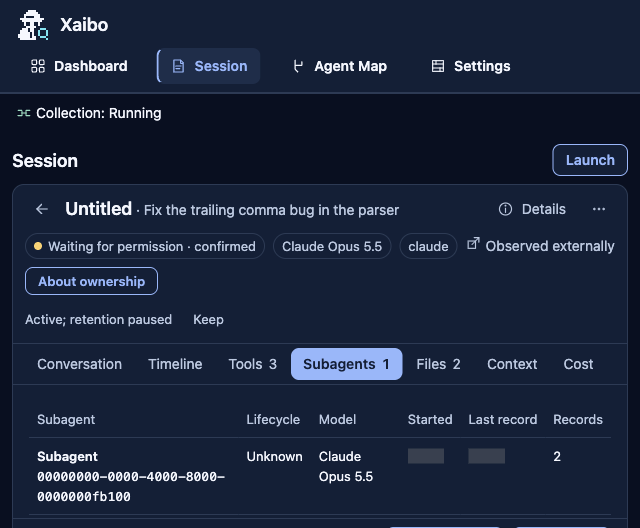 Xaibo
Dashboard
Session
Agent Map
Settings
Collection: Running
Session
Launch
Untitled · Fix the trailing comma bug in the parser
Details
Waiting for permission · confirmed
Claude Opus 5.5
claude
Observed externally
About ownership
Active; retention paused
Keep
Conversation
Timeline
Tools 3
Subagents 1
Files 2
Context
Cost
Subagent
Lifecycle
Model
Started
Last record
Records
Subagent
Unknown
Claude
2
00000000-0000-4000-8000-
Opus 5.5
0000000fb100